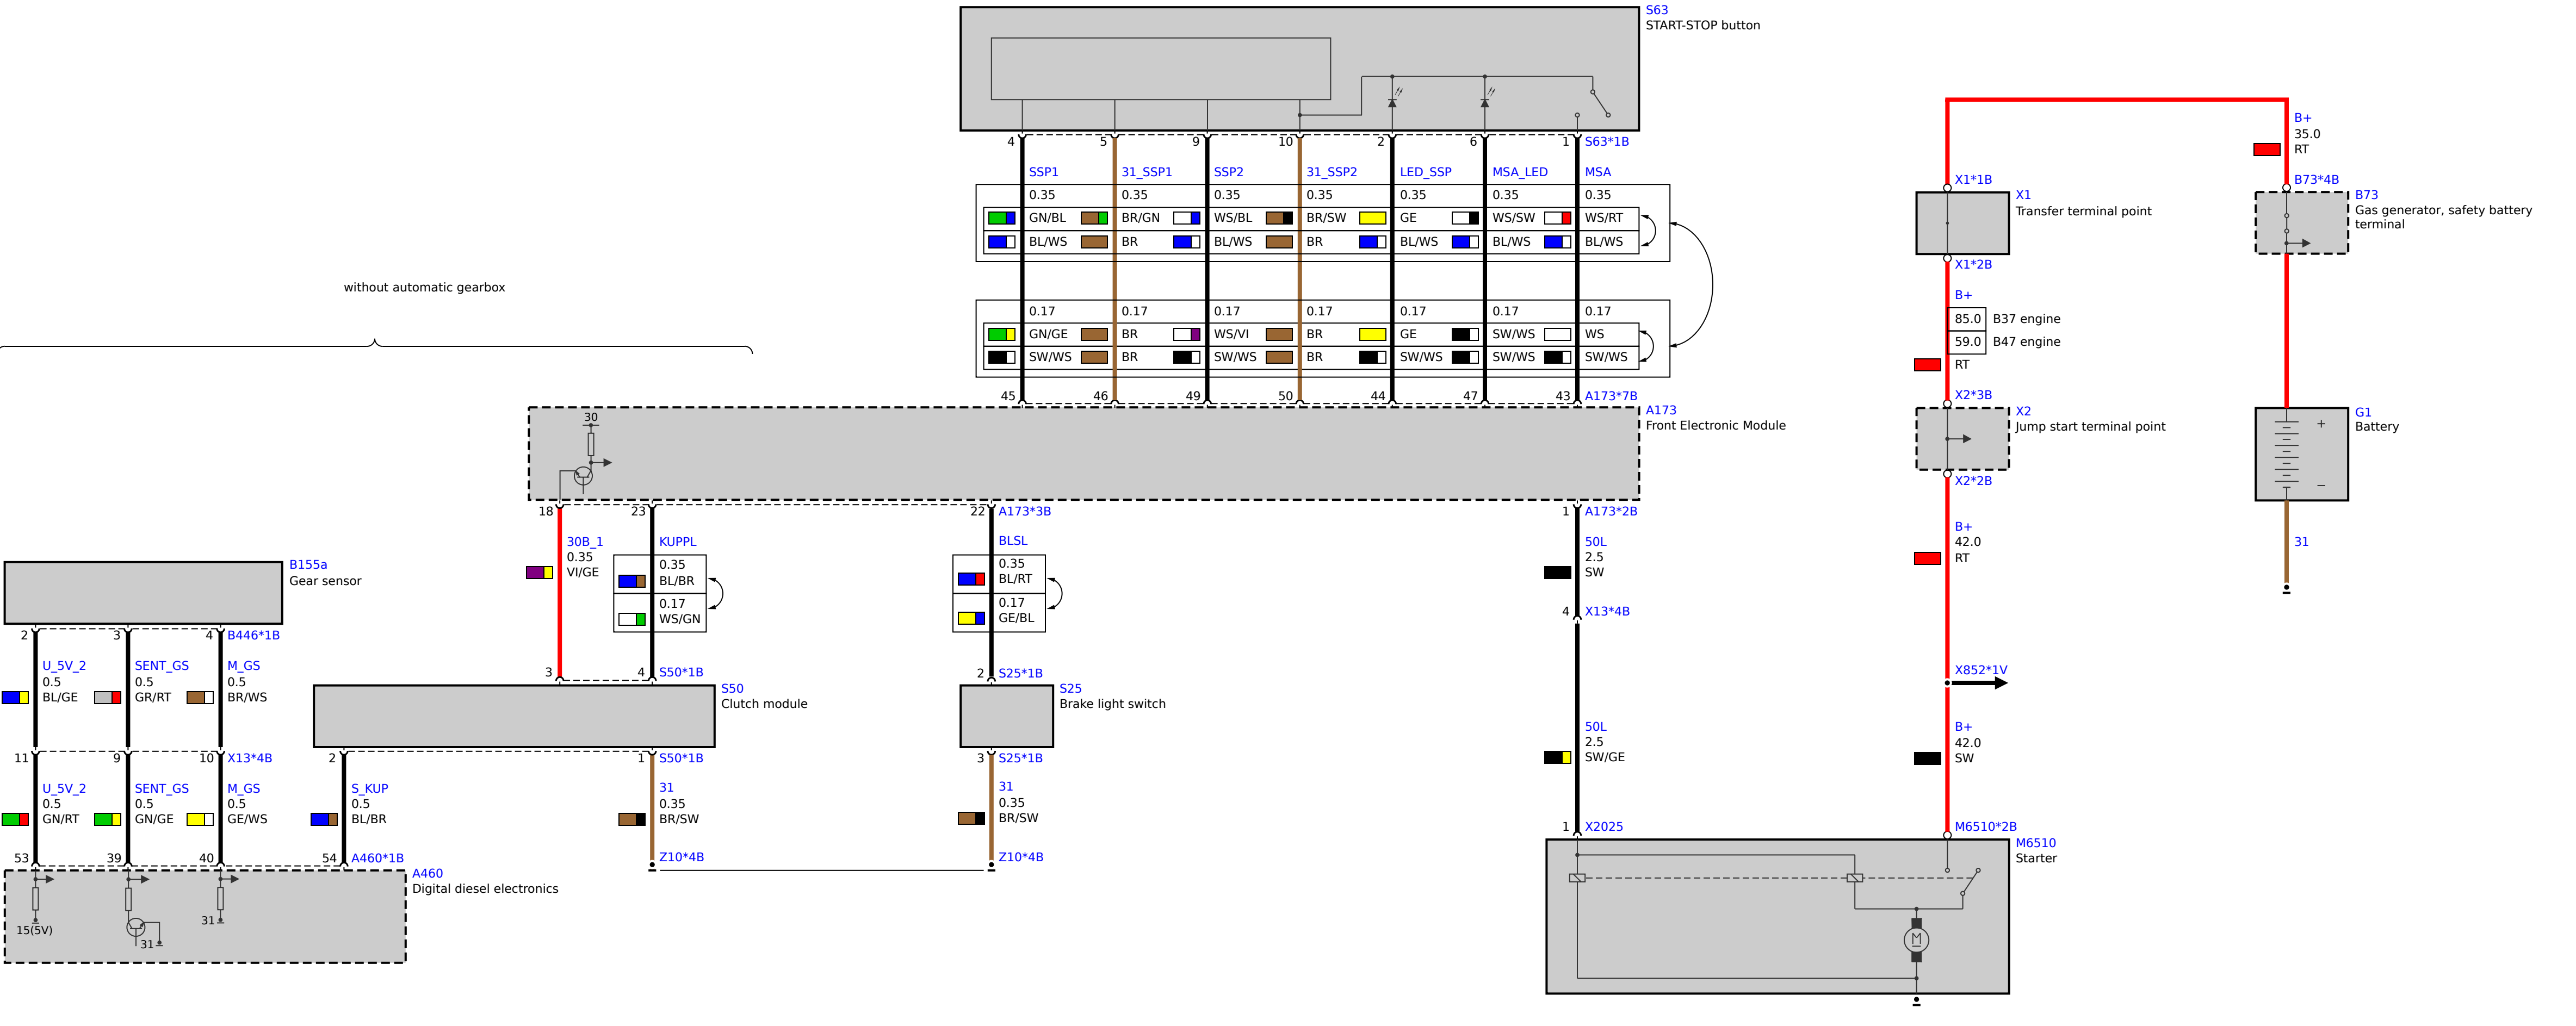 S63
START-STOP button
4 5 9 10 2 6 1 S63*1B
SSP1 31_SSP1 SSP2 31_SSP2 LED_SSP MSA_LED MSA
0.35 0.35 0.35 0.35 0.35 0.35 0.35
GN/BL BR/GN WS/BL BR/SW GE WS/SW WS/RT
BL/WS BR BL/WS BR BL/WS BL/WS BL/WS
0.17 0.17 0.17 0.17 0.17 0.17 0.17
GN/GE BR WS/VI BR GE SW/WS WS
SW/WS BR SW/WS BR SW/WS SW/WS SW/WS
45 46 49 50 44 47 43 A173*7B
without automatic gearbox
A173
Front Electronic Module
30
18 23 22 A173*3B 1 A173*2B
30B_1
0.35
VI/GE
KUPPL
0.35
BL/BR
0.17
WS/GN
BLSL
0.35
BL/RT
0.17
GE/BL
50L
2.5
SW
4 X13*4B
50L
2.5
SW/GE
1 X2025
B155a
Gear sensor
2 3 4 B446*1B
U_5V_2 SENT_GS M_GS
0.5 0.5 0.5
BL/GE GR/RT BR/WS
11 9 10 X13*4B
U_5V_2 SENT_GS M_GS
0.5 0.5 0.5
GN/RT GN/GE GE/WS
53 39 40 54 A460*1B
3 4 S50*1B
S50
Clutch module
2 1 S50*1B
S_KUP
0.5
BL/BR
31
0.35
BR/SW
Z10*4B
2 S25*1B
S25
Brake light switch
3 S25*1B
31
0.35
BR/SW
Z10*4B
A460
Digital diesel electronics
15(5V)
31
31
B+
35.0
RT
X1*1B
X1
Transfer terminal point
X1*2B
B+
85.0 B37 engine
59.0 B47 engine
RT
X2*3B
X2
Jump start terminal point
X2*2B
B+
42.0
RT
X852*1V
B+
42.0
SW
M6510*2B
M6510
Starter
M
B73*4B
B73
Gas generator, safety battery
terminal
G1
Battery
+
−
31